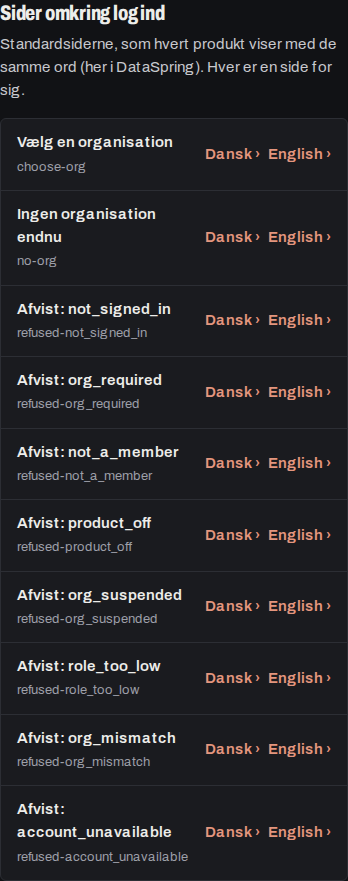 Sider omkring log ind
Standardsiderne, som hvert produkt viser med de
samme ord (her i DataSpring). Hver er en side for
sig.
Vælg en organisation
choose-org
Dansk › English ›
Ingen organisation
endnu
no-org
Dansk › English ›
Afvist: not_signed_in
refused-not_signed_in
Dansk › English ›
Afvist: org_required
refused-org_required
Dansk › English ›
Afvist: not_a_member
refused-not_a_member
Dansk › English ›
Afvist: product_off
refused-product_off
Dansk › English ›
Afvist: org_suspended
refused-org_suspended
Dansk › English ›
Afvist: role_too_low
refused-role_too_low
Dansk › English ›
Afvist: org_mismatch
refused-org_mismatch
Dansk › English ›
Afvist:
account_unavailable
refused-account_unavailable
Dansk › English ›